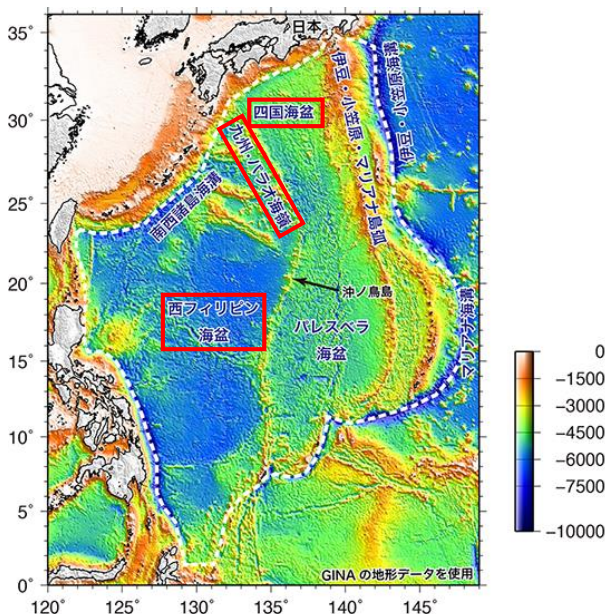 日本
四国海盆
九州・パラオ海嶺
伊豆・小笠原・マリアナ島弧
伊豆・小笠原海溝
南西諸島海溝
沖ノ鳥島
西フィリピン
海盆
パレスベラ
海盆
マリアナ海溝
GINAの地形データを使用
35°
30°
25°
20°
15°
10°
5°
0°
120°
125°
130°
135°
140°
145°
0
-1500
-3000
-4500
-6000
-7500
-10000